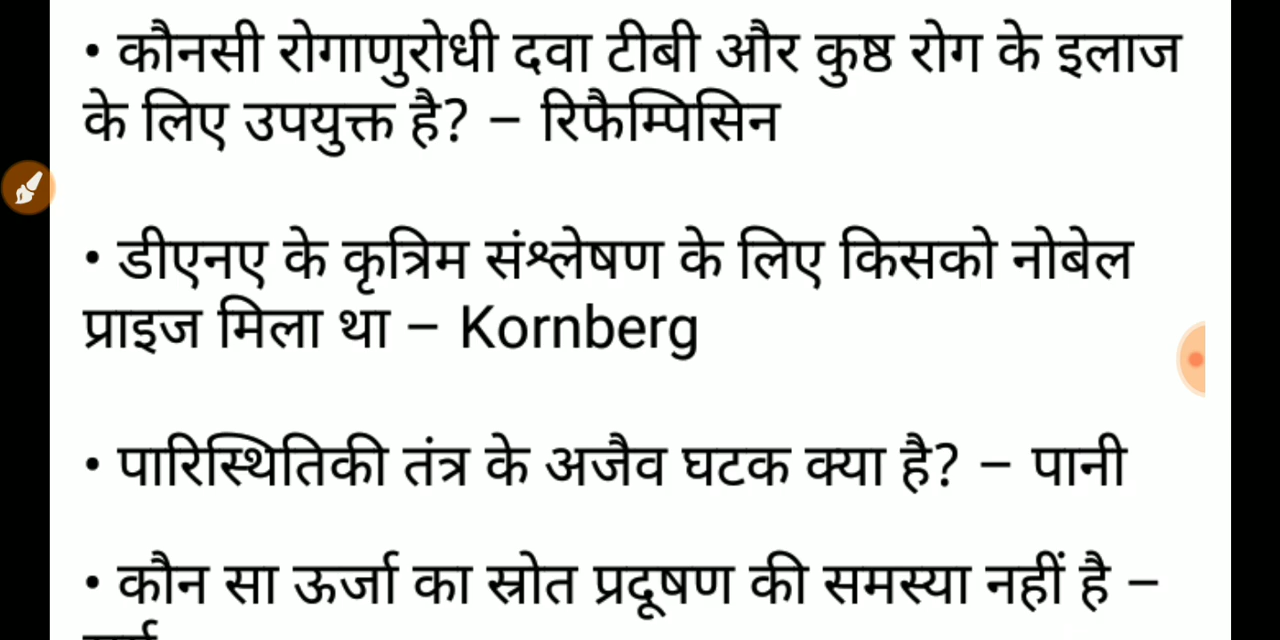 • कौनसी रोगाणुरोधी दवा टीबी और कुष्ठ रोग के इलाज
के लिए उपयुक्त है? – रिफैम्पिसिन
• डीएनए के कृत्रिम संश्लेषण के लिए किसको नोबेल
प्राइज मिला था – Kornberg
• पारिस्थितिकी तंत्र के अजैव घटक क्या है? – पानी
• कौन सा ऊर्जा का स्रोत प्रदूषण की समस्या नहीं है –